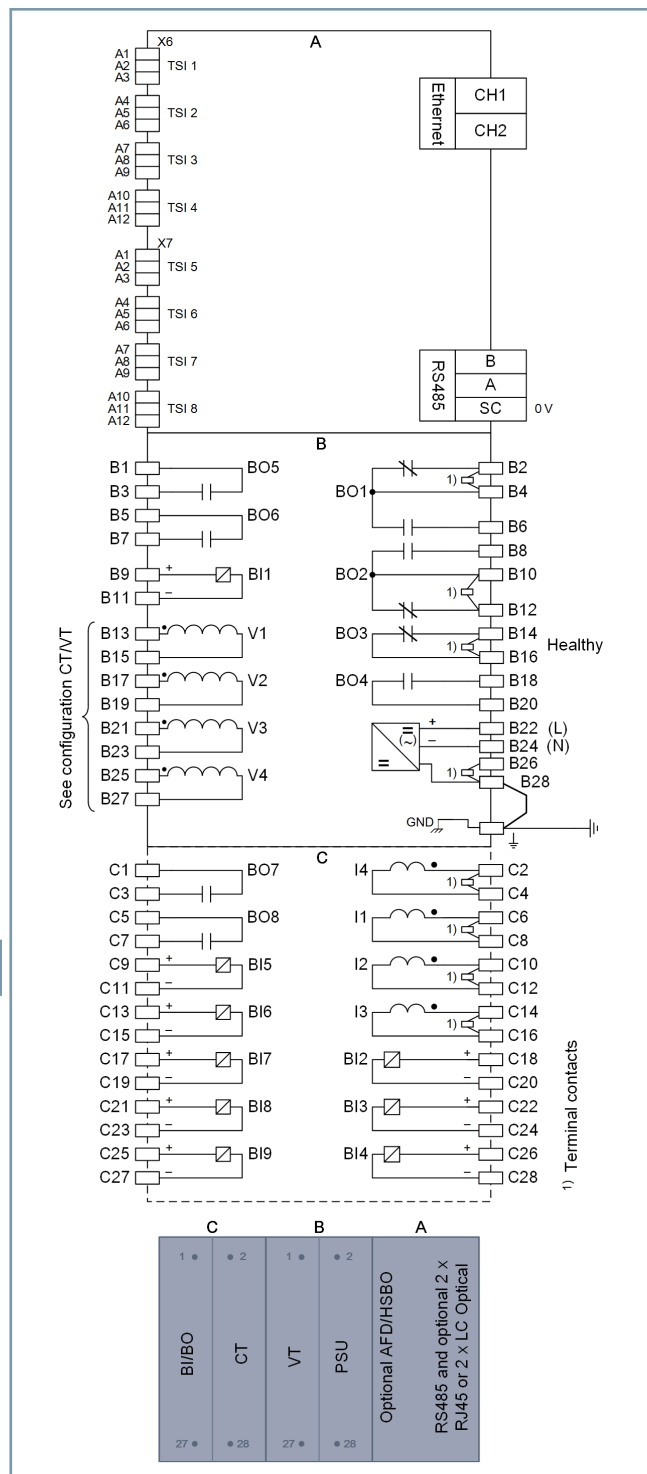 A
X6
A1
A2
A3
TSI 1
A4
A5
A6
TSI 2
A7
A8
A9
TSI 3
A10
A11
A12
TSI 4
X7
A1
A2
A3
TSI 5
A4
A5
A6
TSI 6
A7
A8
A9
TSI 7
A10
A11
A12
TSI 8
Ethernet
CH1
CH2
RS485
B
A
SC
0 V
B
B1
B3
BO5
B5
B7
BO6
B9
B11
+
–
BI1
See configuration CT/VT
B13
B15
V1
B17
B19
V2
B21
B23
V3
B25
B27
V4
BO1
1)
B2
B4
B6
BO2
1)
B8
B10
B12
BO3
1)
B14
B16
Healthy
BO4
B18
B20
=
(~)
=
+
–
B22 (L)
B24 (N)
1)
B26
B28
GND
C
C1
C3
BO7
C5
C7
BO8
C9
C11
+
–
BI5
C13
C15
+
–
BI6
C17
C19
+
–
BI7
C21
C23
+
–
BI8
C25
C27
+
–
BI9
I4
1)
C2
C4
I1
1)
C6
C8
I2
1)
C10
C12
I3
1)
C14
C16
BI2
+
–
C18
C20
BI3
+
–
C22
C24
BI4
+
–
C26
C28
1) Terminal contacts
C B A
1
BI/BO
27
2
CT
28
1
VT
27
2
PSU
28
Optional AFD/HSBO
RS485 and optional 2 x
RJ45 or 2 x LC Optical